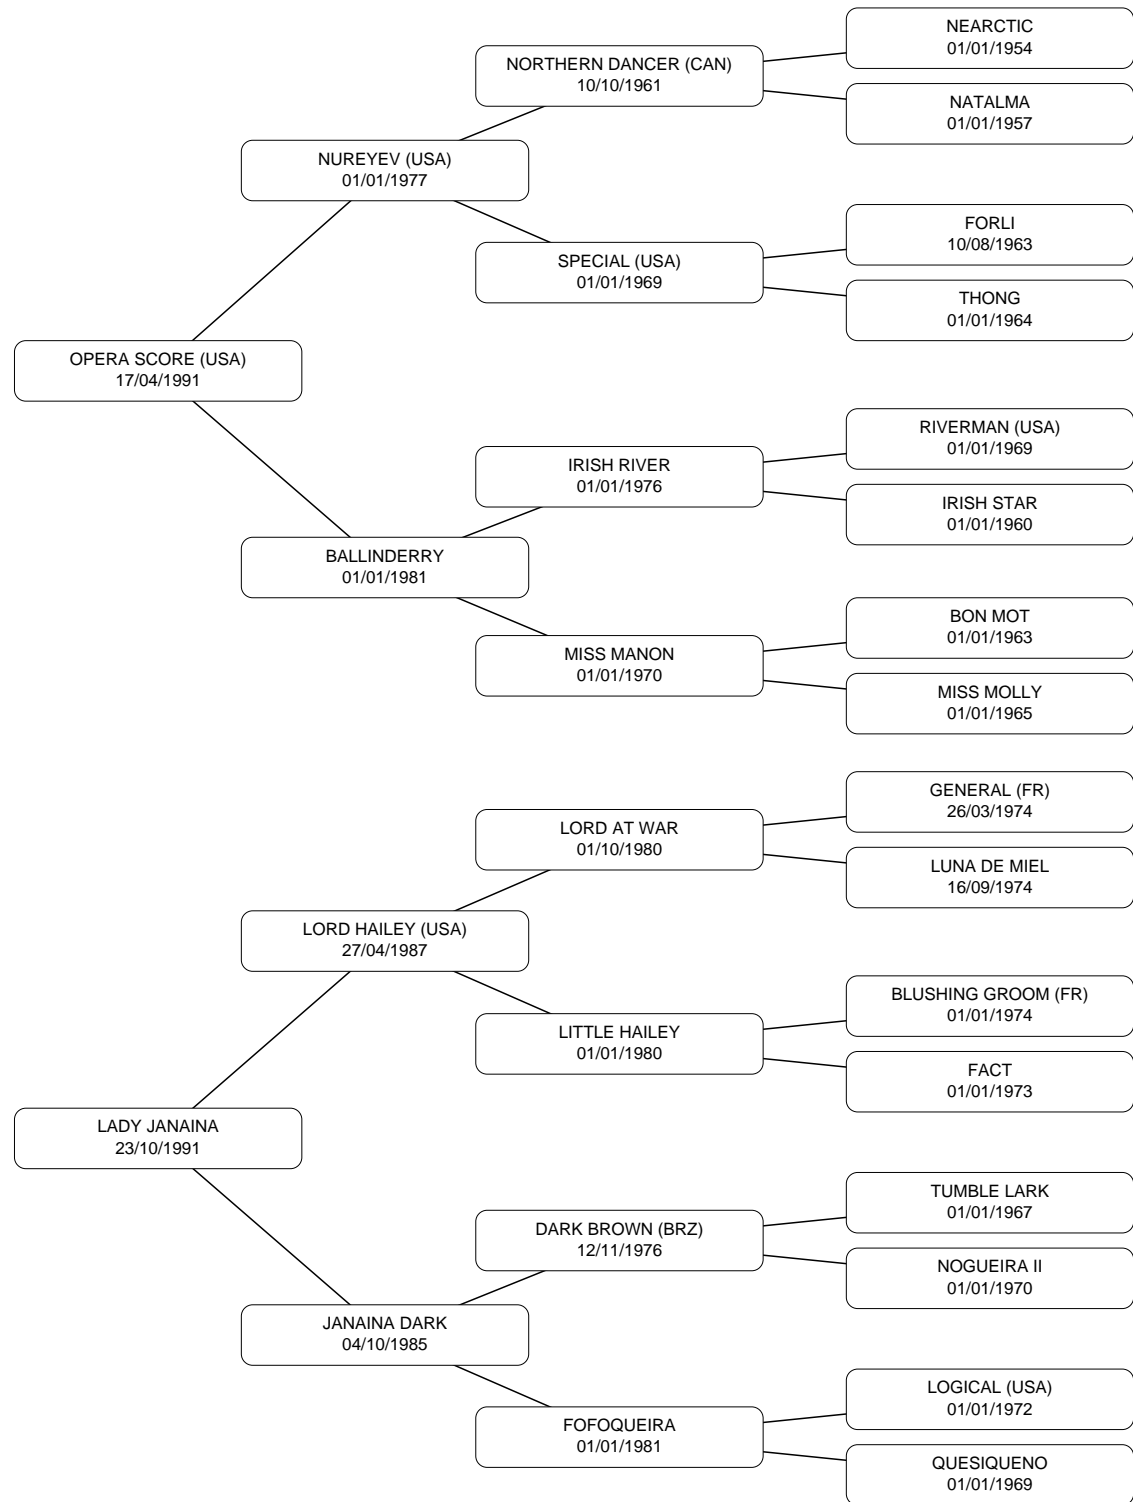 NEARCTIC
01/01/1954
NORTHERN DANCER (CAN)
10/10/1961
NATALMA
01/01/1957
NUREYEV (USA)
01/01/1977
FORLI
10/08/1963
SPECIAL (USA)
01/01/1969
THONG
01/01/1964
OPERA SCORE (USA)
17/04/1991
RIVERMAN (USA)
01/01/1969
IRISH RIVER
01/01/1976
IRISH STAR
01/01/1960
BALLINDERRY
01/01/1981
BON MOT
01/01/1963
MISS MANON
01/01/1970
MISS MOLLY
01/01/1965
GENERAL (FR)
26/03/1974
LORD AT WAR
01/10/1980
LUNA DE MIEL
16/09/1974
LORD HAILEY (USA)
27/04/1987
BLUSHING GROOM (FR)
01/01/1974
LITTLE HAILEY
01/01/1980
FACT
01/01/1973
LADY JANAINA
23/10/1991
TUMBLE LARK
01/01/1967
DARK BROWN (BRZ)
12/11/1976
NOGUEIRA II
01/01/1970
JANAINA DARK
04/10/1985
LOGICAL (USA)
01/01/1972
FOFOQUEIRA
01/01/1981
QUESIQUENO
01/01/1969